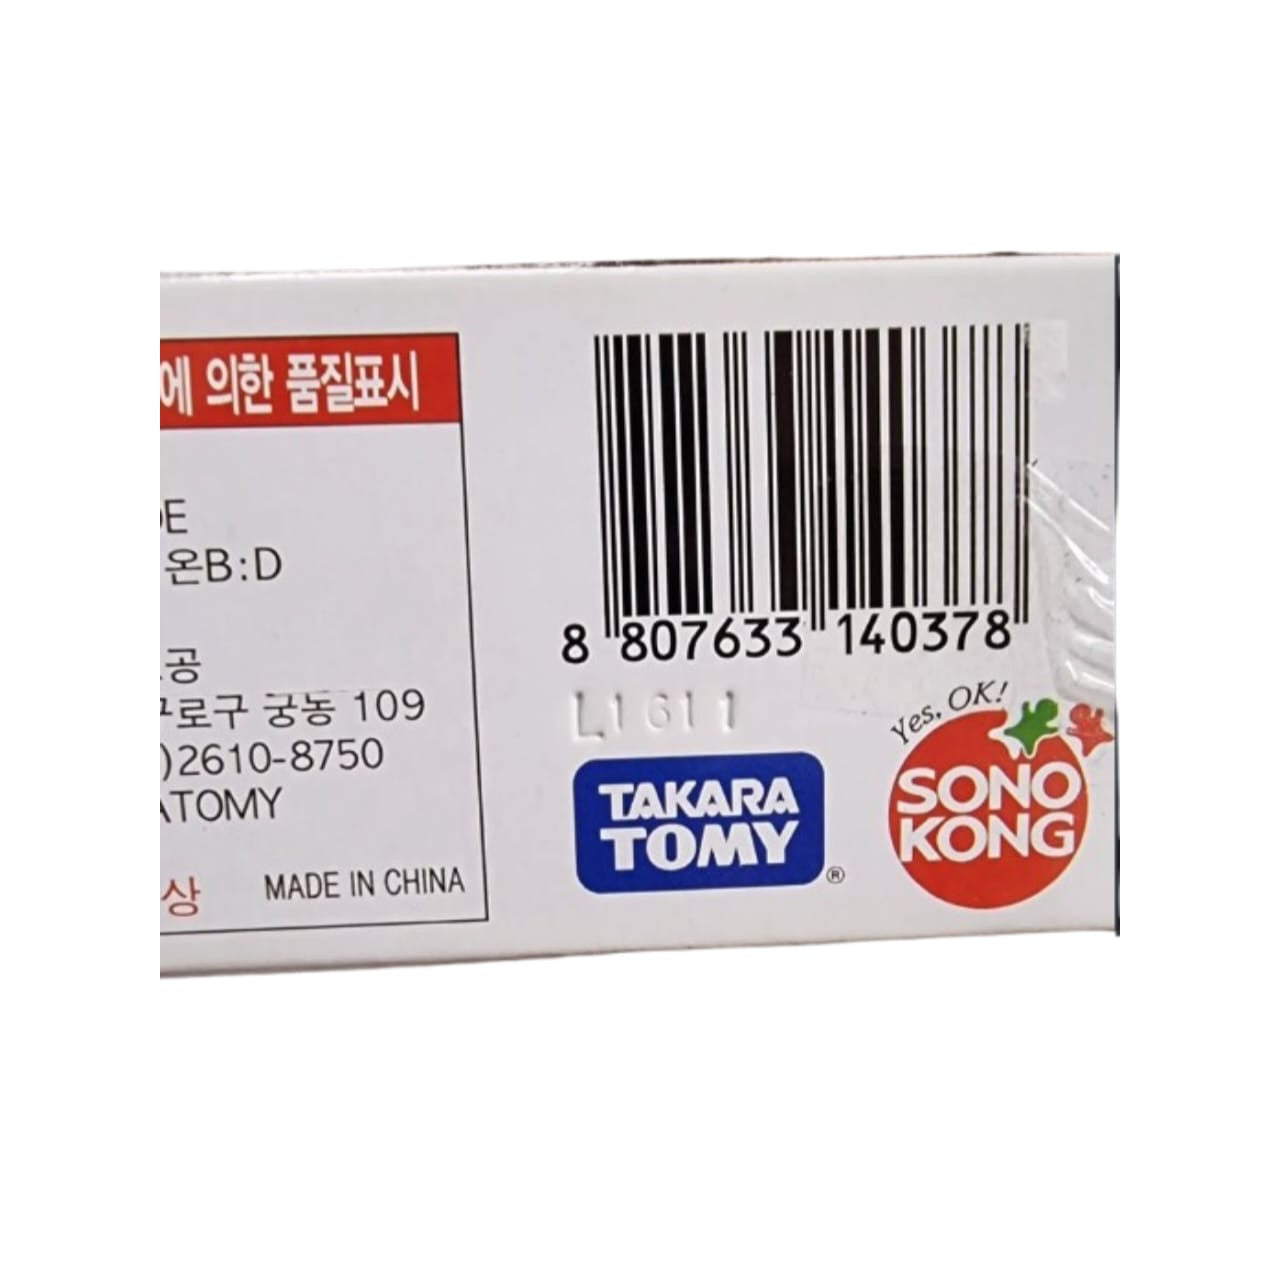 에 의한 품질표시
E
온B:D
공
구로구 궁동 109
)2610-8750
ATOMY
상 MADE IN CHINA
8 807633 140378
L1611
TAKARA
TOMY
®
Yes, OK!
SONO
KONG